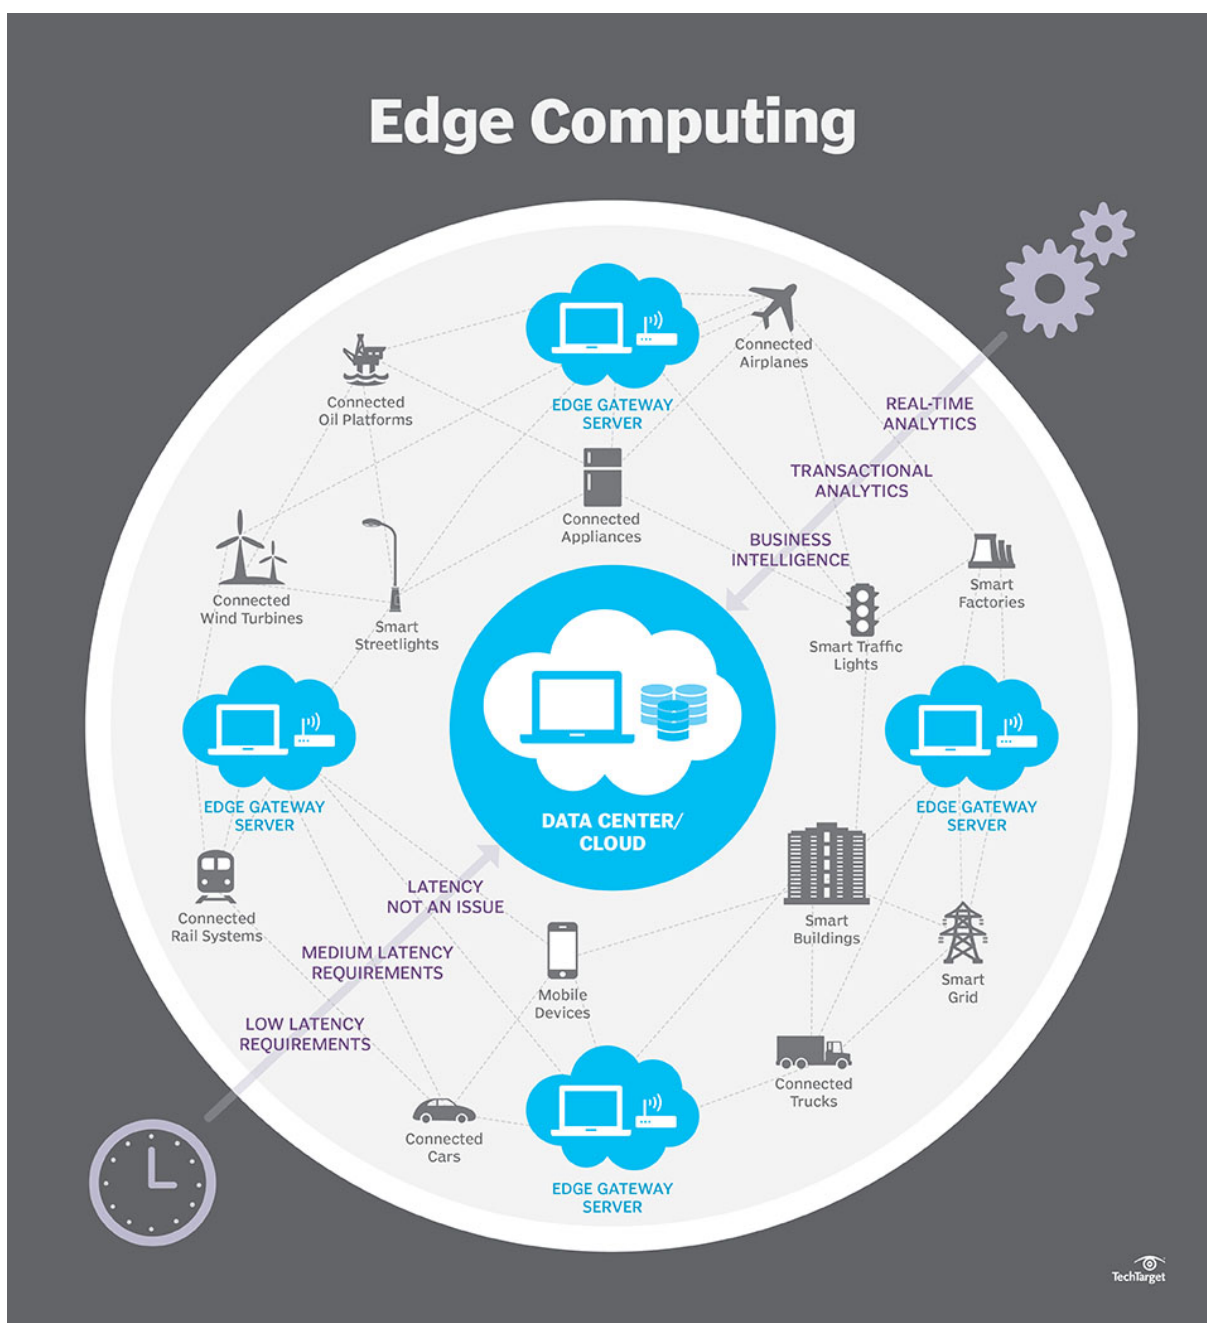 Edge Computing
Connected
Airplanes
Connected
Oil Platforms
EDGE GATEWAY
SERVER
REAL-TIME
ANALYTICS
TRANSACTIONAL
ANALYTICS
Connected
Appliances
BUSINESS
INTELLIGENCE
Connected
Wind Turbines
Smart
Streetlights
Smart
Factories
Smart Traffic
Lights
EDGE GATEWAY
SERVER
DATA CENTER/
CLOUD
EDGE GATEWAY
SERVER
Connected
Rail Systems
LATENCY
NOT AN ISSUE
Smart
Buildings
MEDIUM LATENCY
REQUIREMENTS
Mobile
Devices
Smart
Grid
LOW LATENCY
REQUIREMENTS
Connected
Trucks
Connected
Cars
EDGE GATEWAY
SERVER
TechTarget